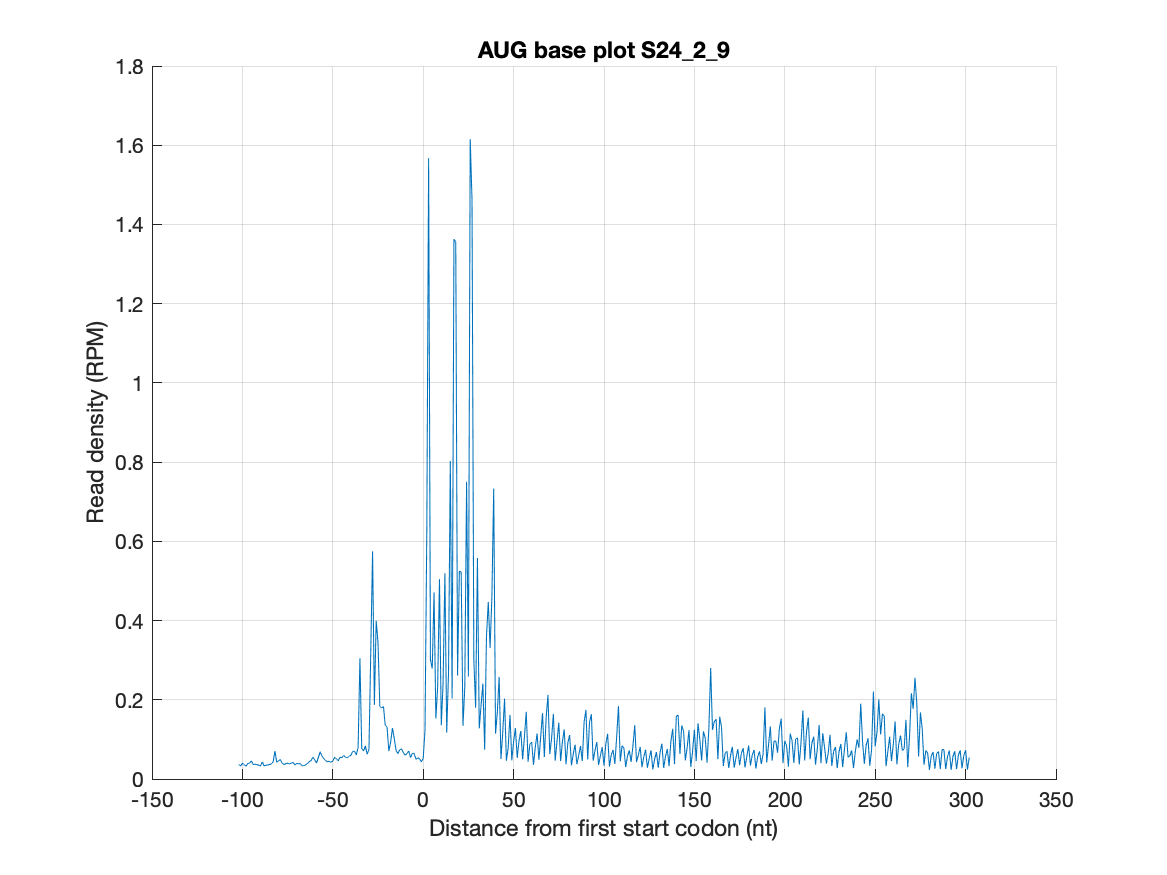 AUG base plot S24_2_9
1.8
1.6
1.4
1.2
1
0.8
0.6
0.4
0.2
0
Read density (RPM)
-150 -100 -50 0 50 100 150 200 250 300 350
Distance from first start codon (nt)